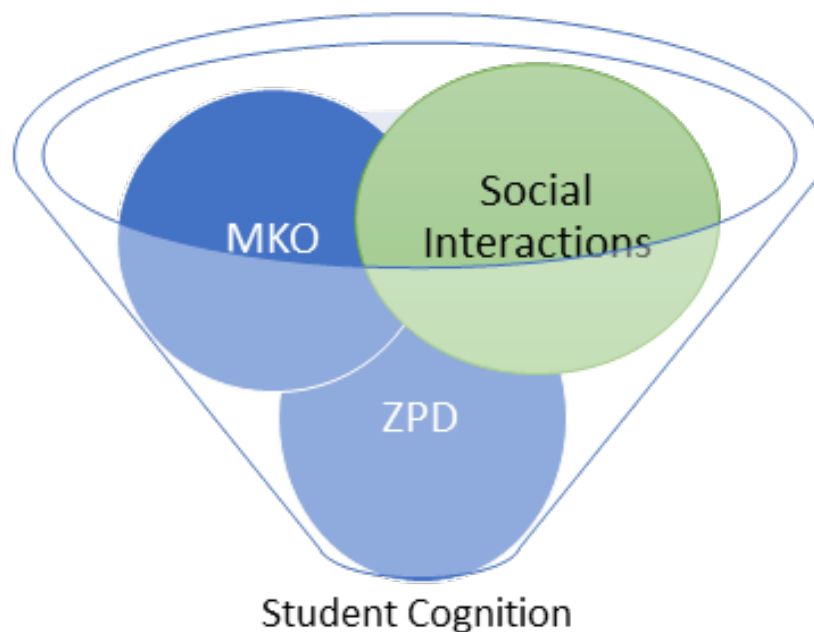 MKO
Social
Interactions
ZPD
Student Cognition